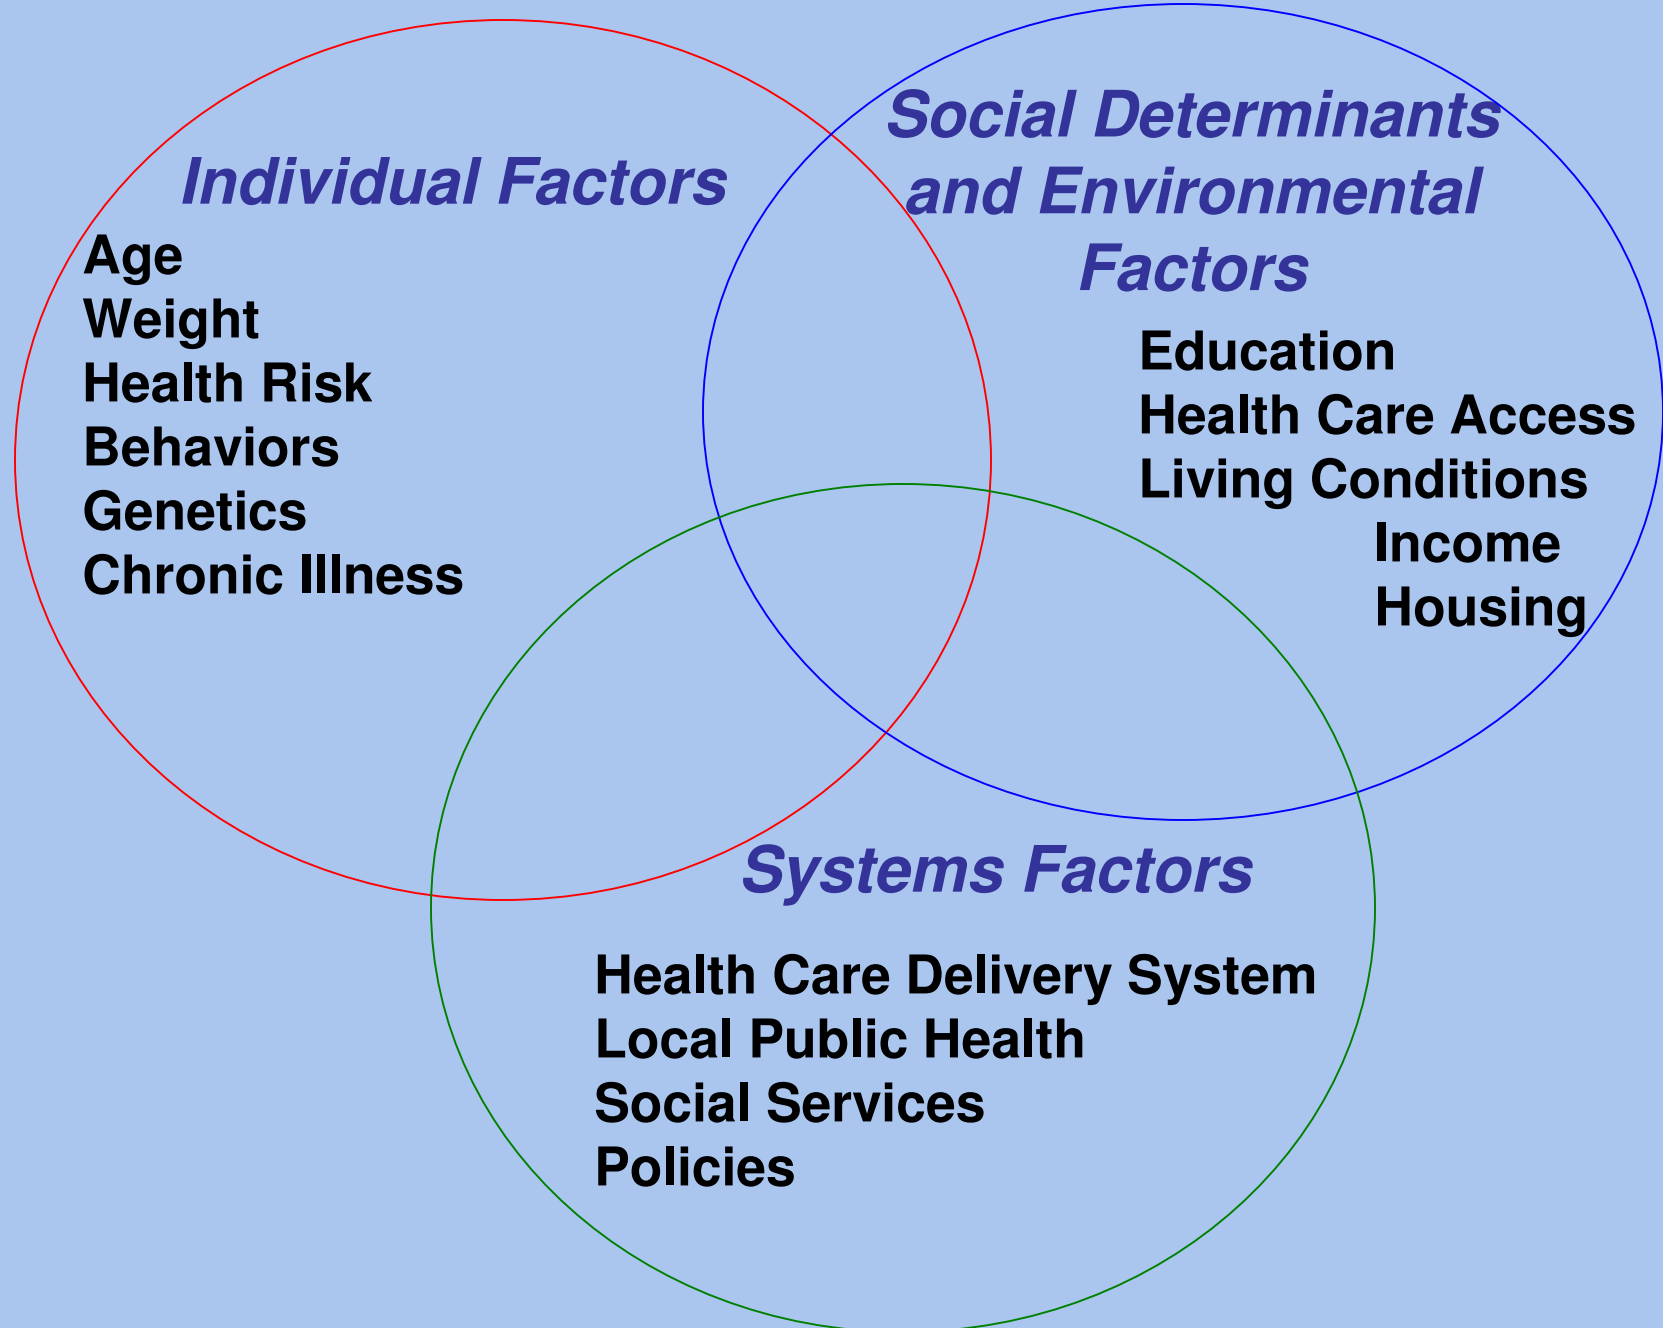 Individual Factors
Age
Weight
Health Risk
Behaviors
Genetics
Chronic Illness
Social Determinants
and Environmental
Factors
Education
Health Care Access
Living Conditions
Income
Housing
Systems Factors
Health Care Delivery System
Local Public Health
Social Services
Policies